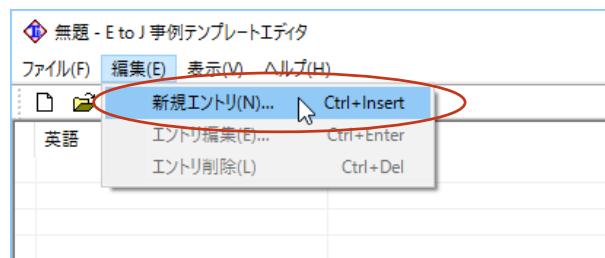 無題 - E to J 事例テンプレートエディタ
ファイル(F) 編集(E) 表示(V) ヘルプ(H)
新規エントリ(N)... Ctrl+Insert
英語
エントリ編集(E)... Ctrl+Enter
エントリ削除(L) Ctrl+Del